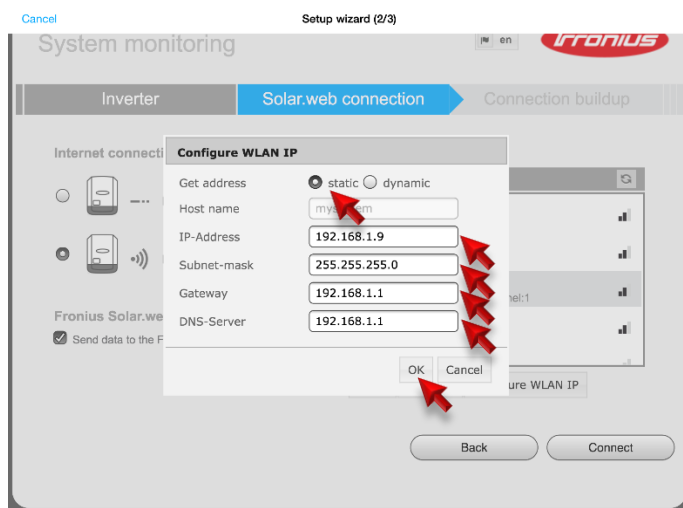 Cancel Setup wizard (2/3)
System monitoring en Fronius
Inverter Solar.web connection Connection buildup
Internet connecti
Configure WLAN IP
Get address static dynamic
Host name
IP-Address 192.168.1.9
Subnet-mask 255.255.255.0
Gateway 192.168.1.1
nel:1
DNS-Server 192.168.1.1
Fronius Solar.we
Send data to the F
OK Cancel
ure WLAN IP
Back Connect